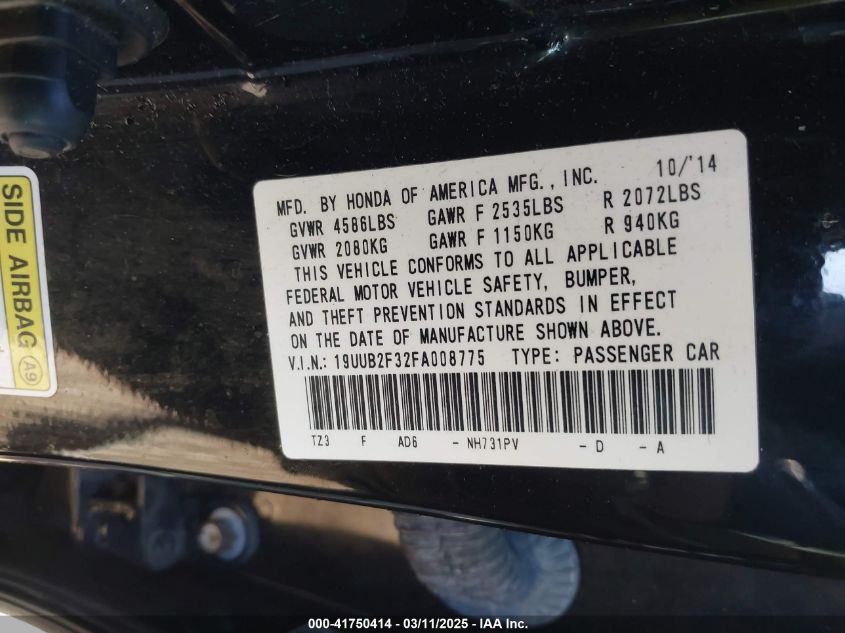 MFD. BY HONDA OF AMERICA MFG., INC. 10/'14
GVWR 4586LBS GAWR F 2535LBS R 2072LBS
GVWR 2080KG GAWR F 1150KG R 940KG
THIS VEHICLE CONFORMS TO ALL APPLICABLE
FEDERAL MOTOR VEHICLE SAFETY, BUMPER,
AND THEFT PREVENTION STANDARDS IN EFFECT
ON THE DATE OF MANUFACTURE SHOWN ABOVE.
V.I.N.: 19UUB2F32FA008775 TYPE: PASSENGER CAR
TZ3 F AD6 - NH731PV - D - A
SIDE AIRBAG A9
000-41750414 - 03/11/2025 - IAA Inc.